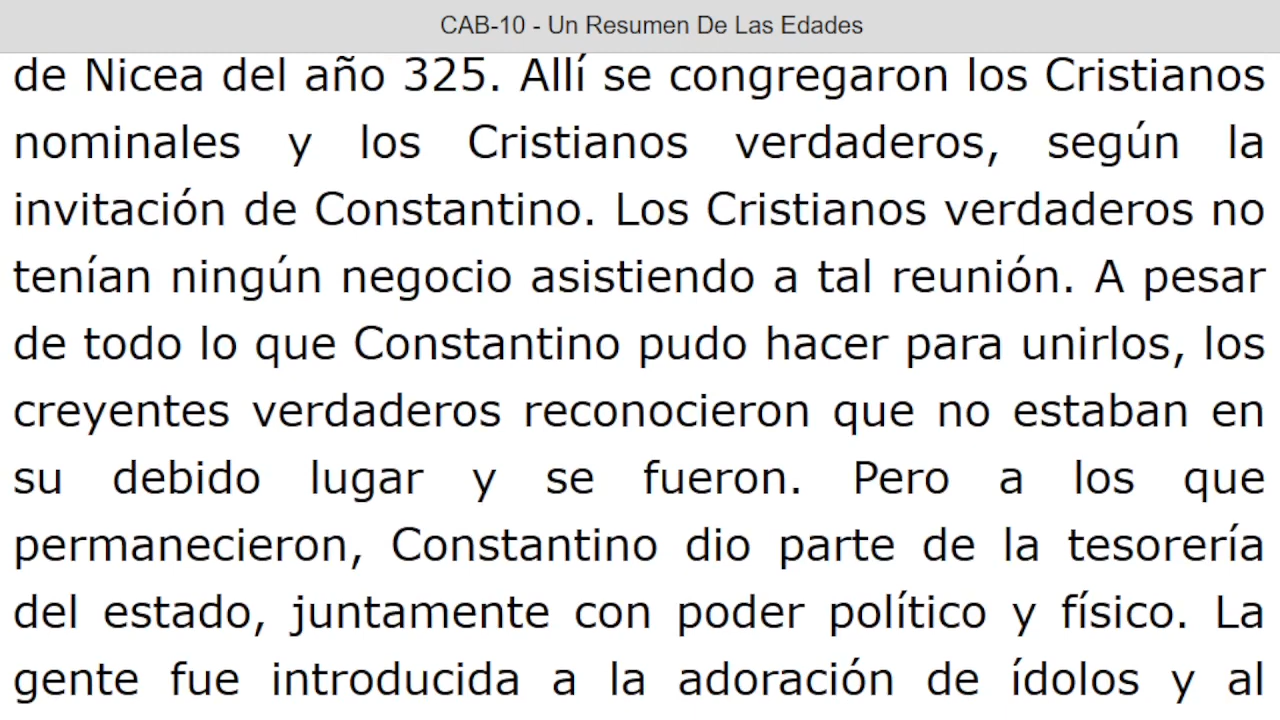 CAB-10 - Un Resumen De Las Edades
de Nicea del año 325. Allí se congregaron los Cristianos
nominales y los Cristianos verdaderos, según la
invitación de Constantino. Los Cristianos verdaderos no
tenían ningún negocio asistiendo a tal reunión. A pesar
de todo lo que Constantino pudo hacer para unirlos, los
creyentes verdaderos reconocieron que no estaban en
su debido lugar y se fueron. Pero a los que
permanecieron, Constantino dio parte de la tesorería
del estado, juntamente con poder político y físico. La
gente fue introducida a la adoración de ídolos y al